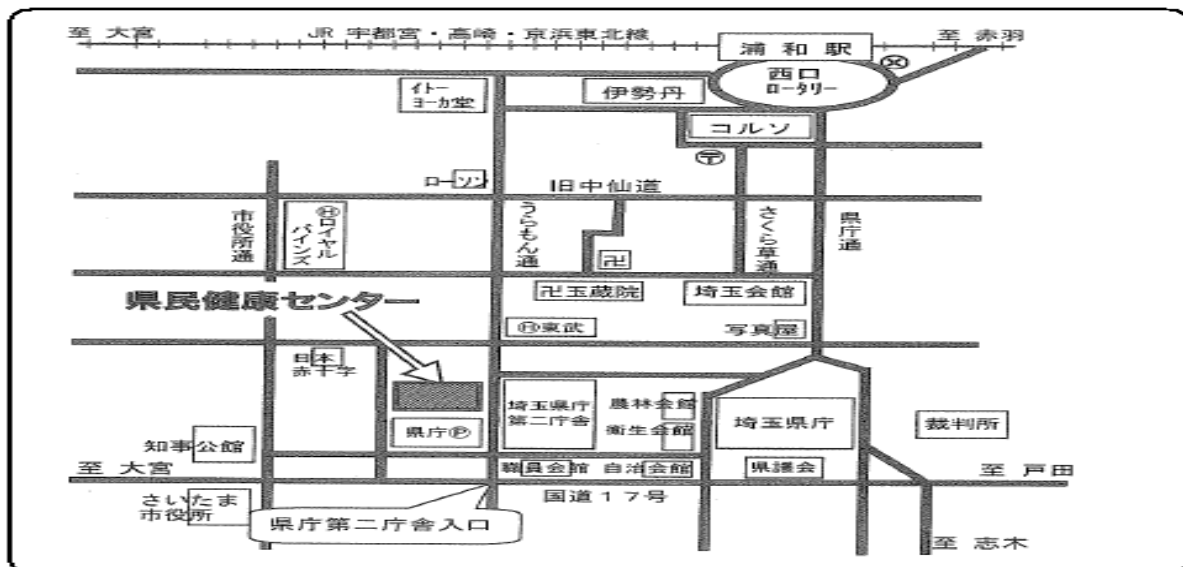 至 大宮
JR 宇都宮・高崎・京浜東北線
浦和駅
至 赤羽
西口
ロータリー
イトー
ヨーカ堂
伊勢丹
コルソ
〒
ローソン
旧中仙道
市役所通
Ⓗロイヤル
パインズ
うらもん通
さくら草通
県庁通
卍
卍玉蔵院
埼玉会館
県民健康センター
Ⓗ東武
写真屋
日本
赤十字
埼玉県庁
第二庁舎
農林会館
衛生会館
埼玉県庁
裁判所
県庁Ⓟ
知事公館
至 大宮
職員会館
自治会館
県議会
至 戸田
さいたま
市役所
国道17号
県庁第二庁舎入口
至 志木